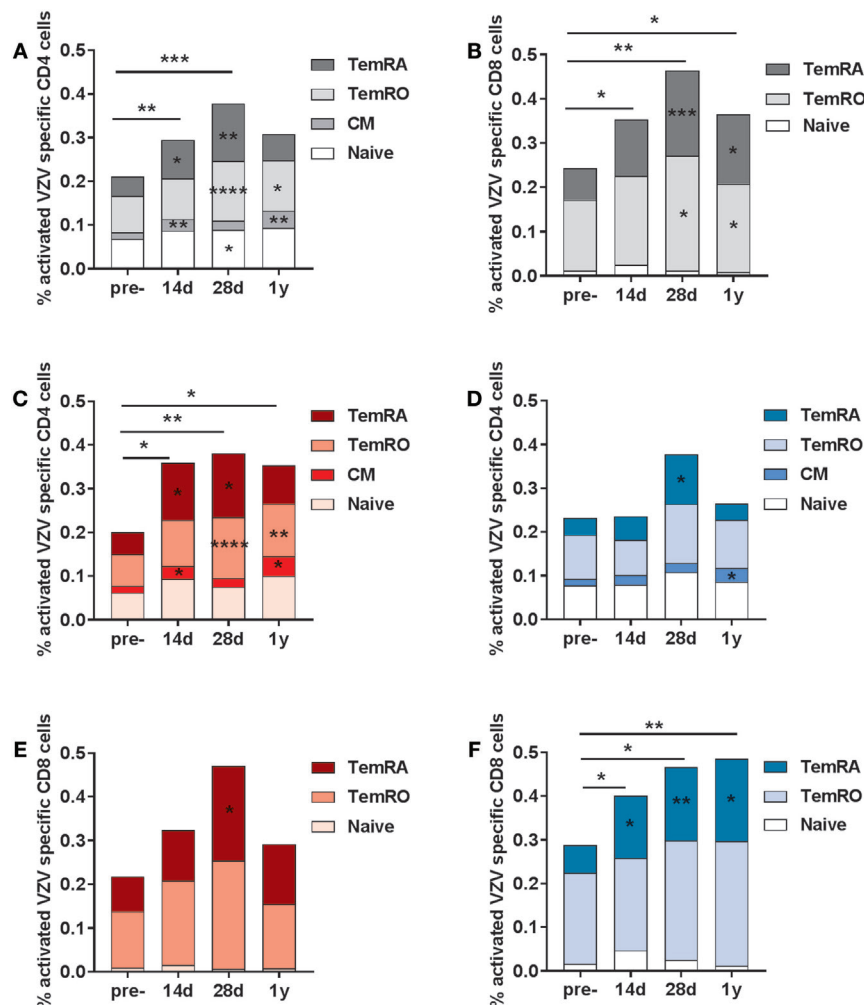 A
% activated VZV specific CD4 cells
0.5
0.4
0.3
0.2
0.1
0.0
***
**
*
**
**
****
*
*
**
pre-
14d
28d
1y
TemRA
TemRO
CM
Naive
B
% activated VZV specific CD8 cells
0.5
0.4
0.3
0.2
0.1
0.0
*
**
*
***
*
*
*
pre-
14d
28d
1y
TemRA
TemRO
Naive
C
% activated VZV specific CD4 cells
0.5
0.4
0.3
0.2
0.1
0.0
*
**
*
*
*
*
****
**
*
pre-
14d
28d
1y
TemRA
TemRO
CM
Naive
D
% activated VZV specific CD4 cells
0.5
0.4
0.3
0.2
0.1
0.0
*
*
pre-
14d
28d
1y
TemRA
TemRO
CM
Naive
E
% activated VZV specific CD8 cells
0.5
0.4
0.3
0.2
0.1
0.0
*
pre-
14d
28d
1y
TemRA
TemRO
Naive
F
% activated VZV specific CD8 cells
0.5
0.4
0.3
0.2
0.1
0.0
**
*
*
*
**
*
pre-
14d
28d
1y
TemRA
TemRO
Naive